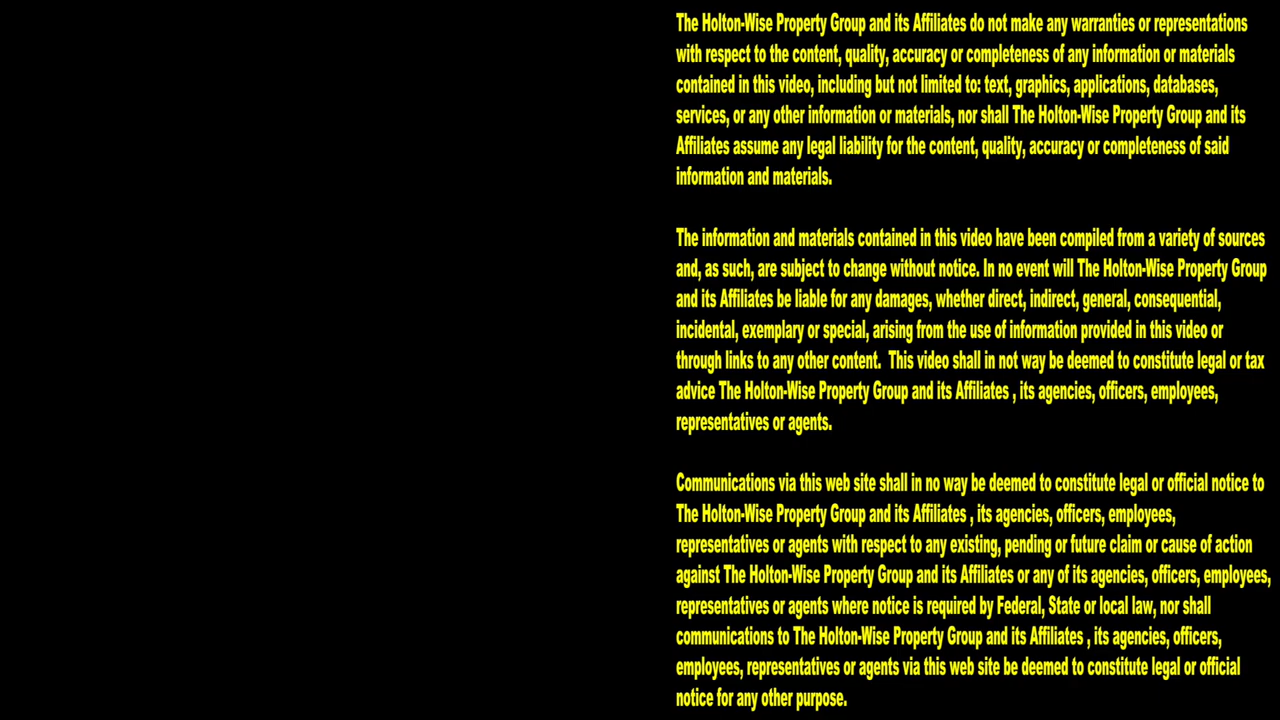 The Holton-Wise Property Group and its Affiliates do not make any warranties or representations
with respect to the content, quality, accuracy or completeness of any information or materials
contained in this video, including but not limited to: text, graphics, applications, databases,
services, or any other information or materials, nor shall The Holton-Wise Property Group and its
Affiliates assume any legal liability for the content, quality, accuracy or completeness of said
information and materials.
The information and materials contained in this video have been compiled from a variety of sources
and, as such, are subject to change without notice. In no event will The Holton-Wise Property Group
and its Affiliates be liable for any damages, whether direct, indirect, general, consequential,
incidental, exemplary or special, arising from the use of information provided in this video or
through links to any other content.  This video shall in not way be deemed to constitute legal or tax
advice The Holton-Wise Property Group and its Affiliates , its agencies, officers, employees,
representatives or agents.
Communications via this web site shall in no way be deemed to constitute legal or official notice to
The Holton-Wise Property Group and its Affiliates , its agencies, officers, employees,
representatives or agents with respect to any existing, pending or future claim or cause of action
against The Holton-Wise Property Group and its Affiliates or any of its agencies, officers, employees,
representatives or agents where notice is required by Federal, State or local law, nor shall
communications to The Holton-Wise Property Group and its Affiliates , its agencies, officers,
employees, representatives or agents via this web site be deemed to constitute legal or official
notice for any other purpose.